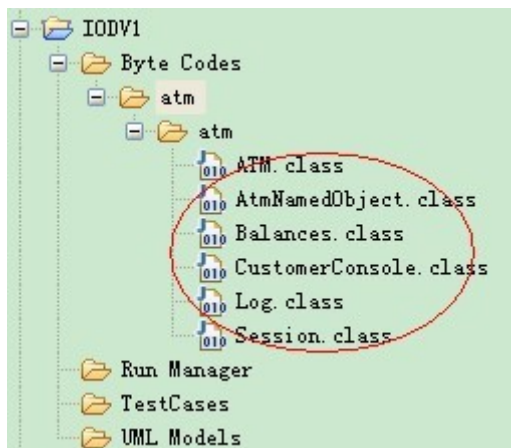 IODV1
Byte Codes
atm
atm
ATM.class
AtmNamedObject.class
Balances.class
CustomerConsole.class
Log.class
Session.class
Run Manager
TestCases
UML Models